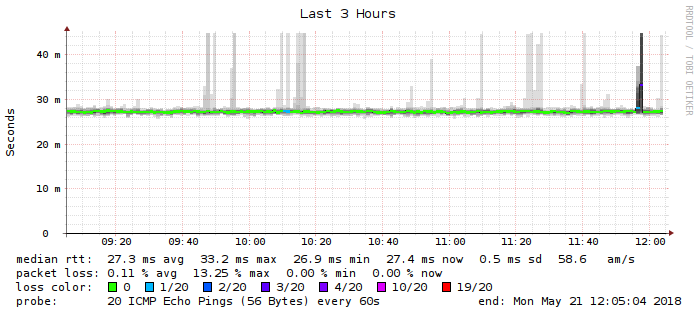 Last 3 Hours
RRDTOOL / TOBI OETIKER
Seconds
40 m
30 m
20 m
10 m
0
09:20 09:40 10:00 10:20 10:40 11:00 11:20 11:40 12:00
median rtt: 27.3 ms avg 33.2 ms max 26.9 ms min 27.4 ms now 0.5 ms sd 58.6 am/s
packet loss: 0.11 % avg 13.25 % max 0.00 % min 0.00 % now
loss color: 0 1/20 2/20 3/20 4/20 10/20 19/20
probe: 20 ICMP Echo Pings (56 Bytes) every 60s end: Mon May 21 12:05:04 2018